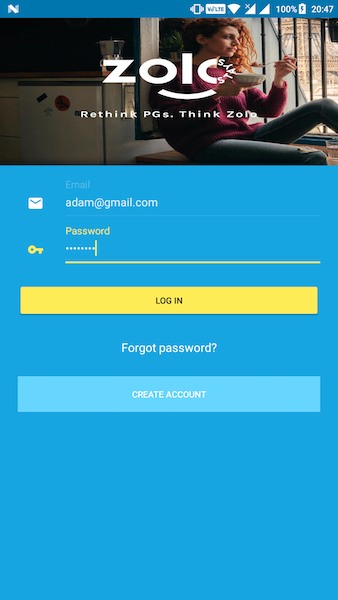 VoLTE 100% 20:47
zolo
STAYS
Rethink PGs. Think Zolo
Email
adam@gmail.com
Password
••••••••
LOG IN
Forgot password?
CREATE ACCOUNT